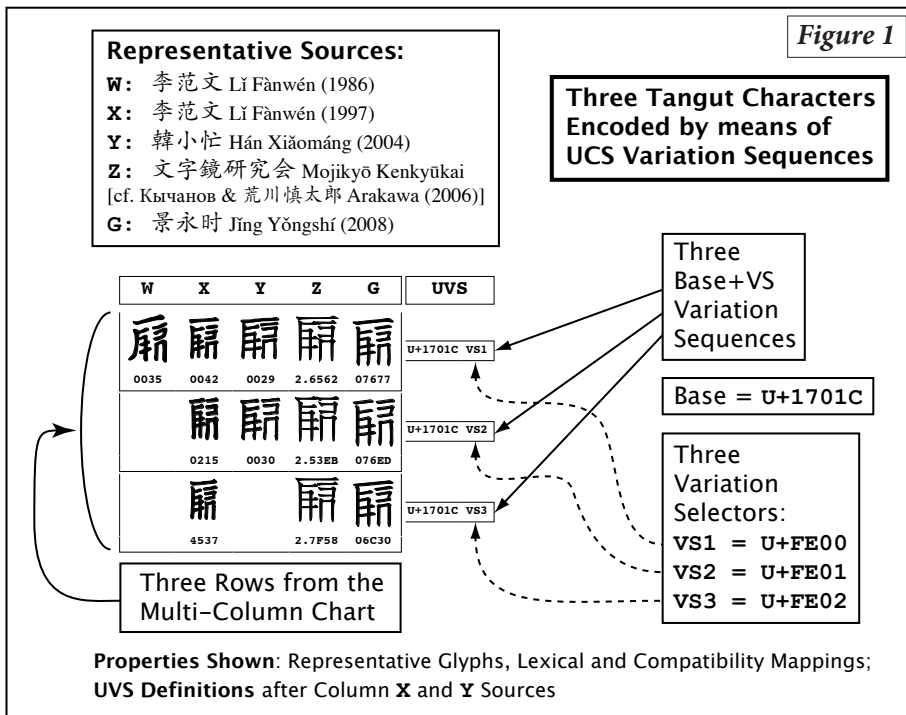 Figure 1
Representative Sources:
W: 李范文 Lǐ Fànwén (1986)
X: 李范文 Lǐ Fànwén (1997)
Y: 韓小忙 Hán Xiǎománg (2004)
Z: 文字鏡研究会 Mojikyō Kenkyūkai
[cf. Кычанов & 荒川慎太郎 Arakawa (2006)]
G: 景永时 Jǐng Yǒngshí (2008)
Three Tangut Characters
Encoded by means of
UCS Variation Sequences
W X Y Z G UVS
0035 0042 0029 2.6562 07677
U+1701C VS1
0215 0030 2.53EB 076ED
U+1701C VS2
4537 2.7F58 06C30
U+1701C VS3
Three
Base+VS
Variation
Sequences
Base = U+1701C
Three
Variation
Selectors:
VS1 = U+FE00
VS2 = U+FE01
VS3 = U+FE02
Three Rows from the
Multi-Column Chart
Properties Shown: Representative Glyphs, Lexical and Compatibility Mappings;
UVS Definitions after Column X and Y Sources